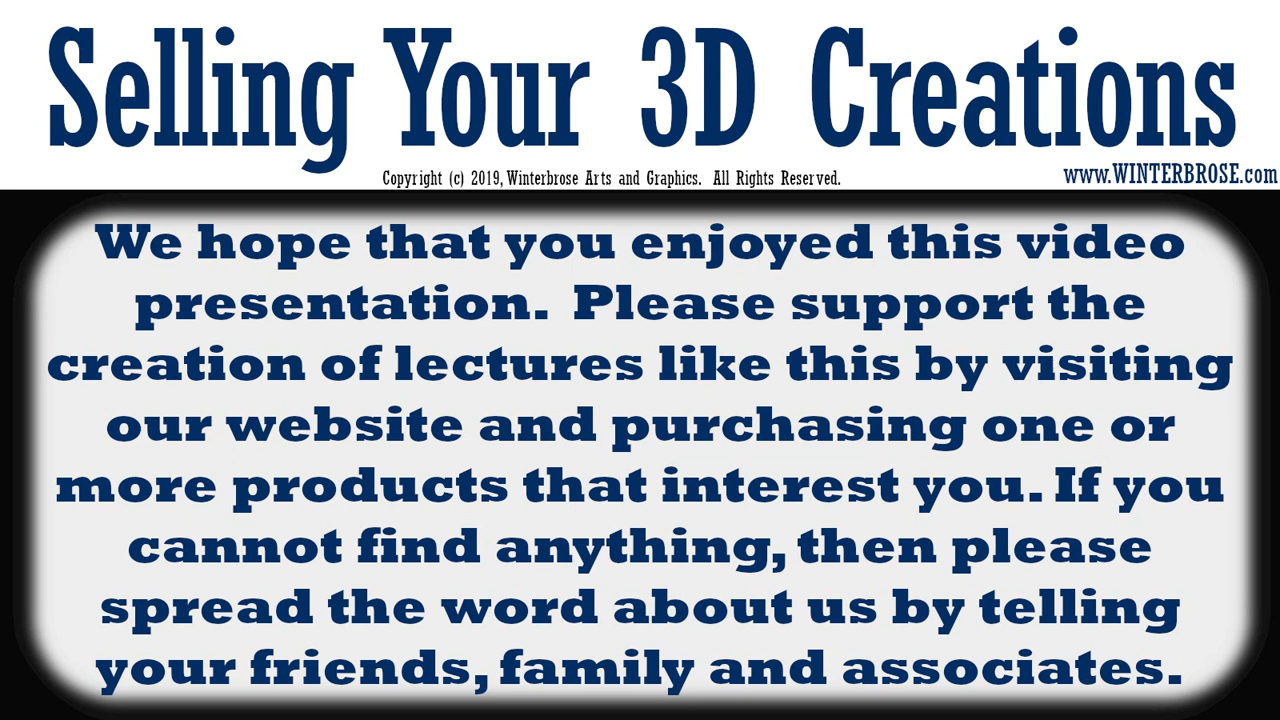 Selling Your 3D Creations
Copyright (c) 2019, Winterbrose Arts and Graphics. All Rights Reserved.
www.WINTERBROSE.com
We hope that you enjoyed this video
presentation. Please support the
creation of lectures like this by visiting
our website and purchasing one or
more products that interest you. If you
cannot find anything, then please
spread the word about us by telling
your friends, family and associates.